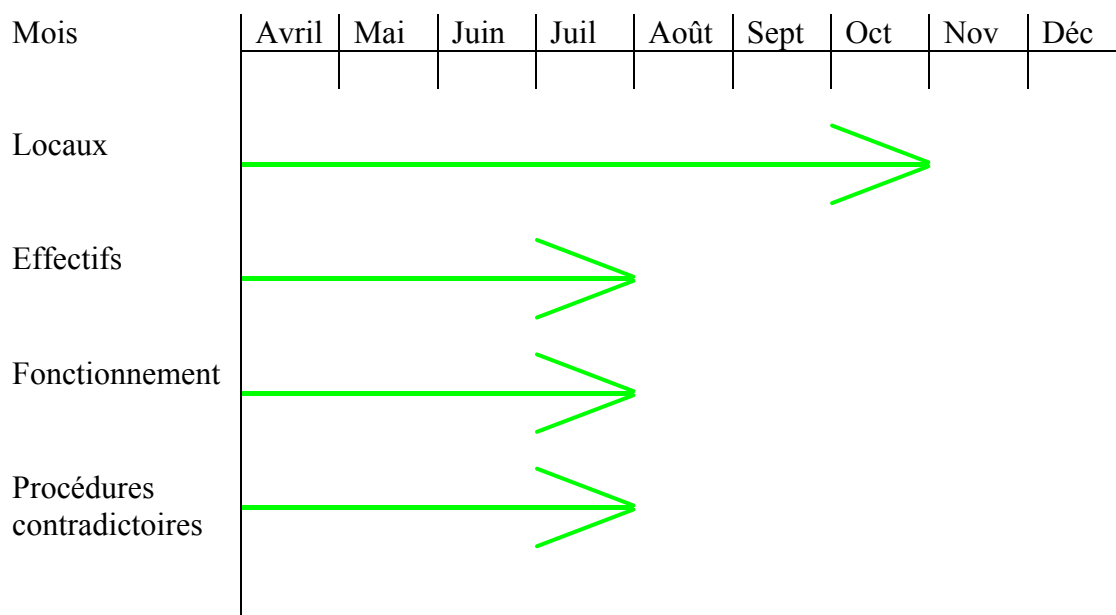 Mois Avril Mai Juin Juil Août Sept Oct Nov Déc
Locaux
Effectifs
Fonctionnement
Procédures
contradictoires